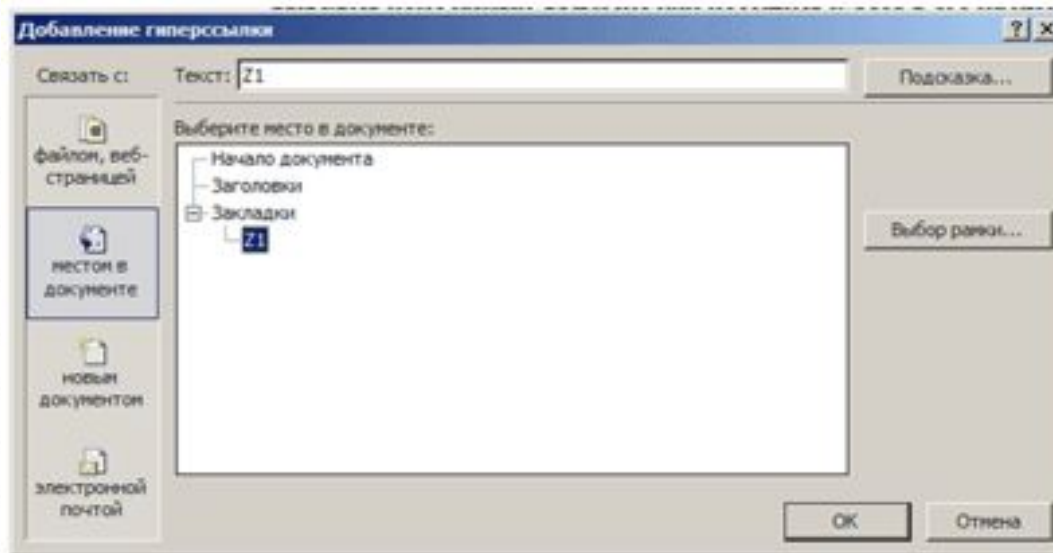 Добавление гиперссылки
Связать с:
Текст: Z1
Подсказка...
файлом, веб-
страницей
местом в
документе
новым
документом
электронной
почтой
Выберите место в документе:
Начало документа
Заголовки
Закладки
Z1
Выбор рамки...
OK
Отмена